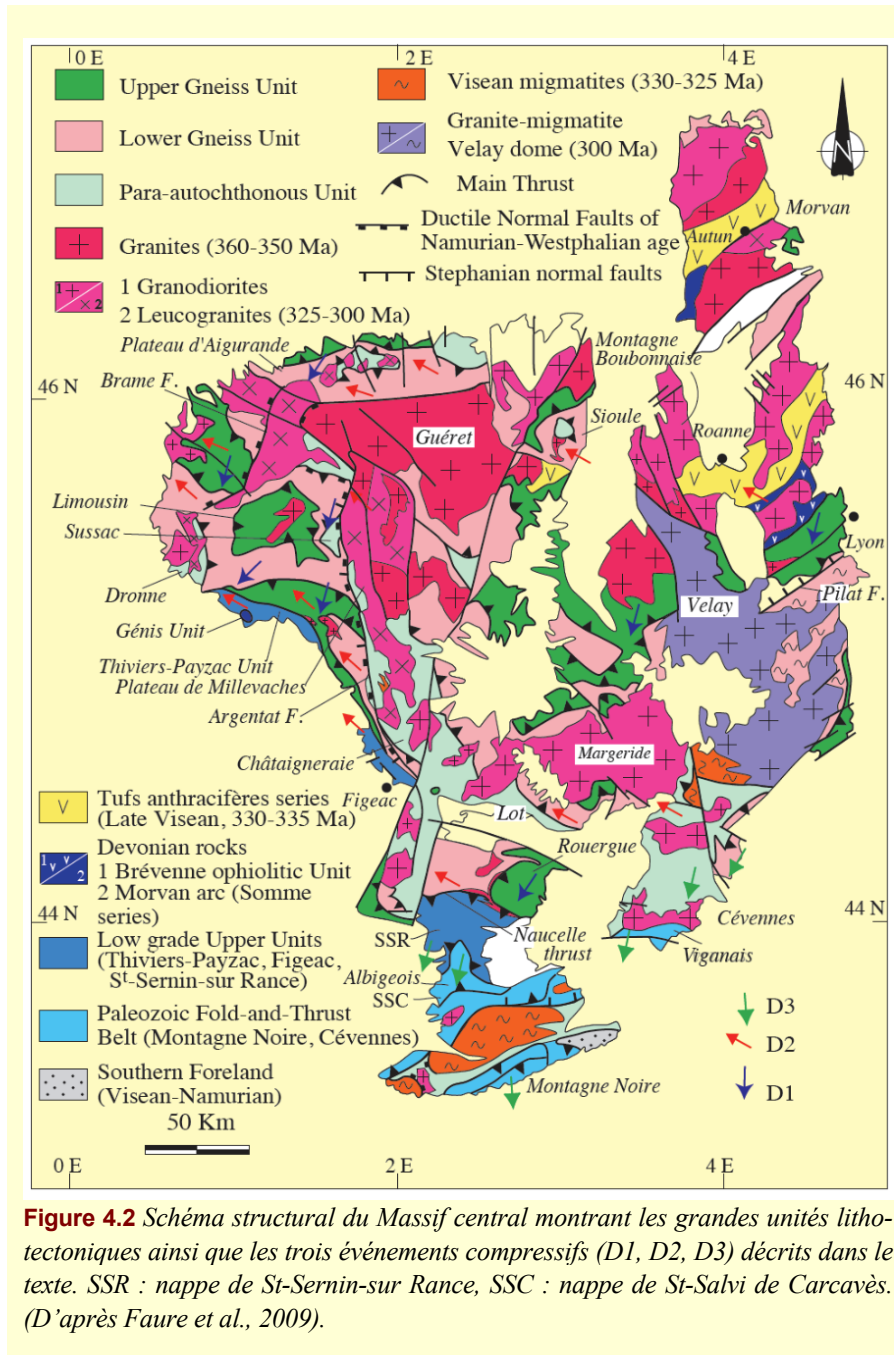 0 E
2 E
4 E
Upper Gneiss Unit
Lower Gneiss Unit
Para-autochthonous Unit
Granites (360-350 Ma)
1
2
1 Granodiorites
2 Leucogranites (325-300 Ma)
Visean migmatites (330-325 Ma)
Granite-migmatite
Velay dome (300 Ma)
Main Thrust
Ductile Normal Faults of
Namurian-Westphalian age
Stephanian normal faults
N
Morvan
Autun
Plateau d'Aigurande
Brame F.
46 N
Montagne
Boubonnaise
46 N
Sioule
Guéret
Roanne
Limousin
Sussac
Lyon
Dronne
Velay
Pilat F.
Génis Unit
Thiviers-Payzac Unit
Plateau de Millevaches
Argentat F.
Margeride
Châtaigneraie
Figeac
Lot
Rouergue
Tufs anthracifères series
(Late Visean, 330-335 Ma)
1
2
Devonian rocks
1 Brévenne ophiolitic Unit
2 Morvan arc (Somme
series)
44 N
44 N
Cévennes
SSR
Naucelle
thrust
Viganais
Low grade Upper Units
(Thiviers-Payzac, Figeac,
St-Sernin-sur Rance)
Albigeois
SSC
Paleozoic Fold-and-Thrust
Belt (Montagne Noire, Cévennes)
Southern Foreland
(Visean-Namurian)
Montagne Noire
D3
D2
D1
50 Km
0 E
2 E
4 E
Figure 4.2 Schéma structural du Massif central montrant les grandes unités litho-
tectoniques ainsi que les trois événements compressifs (D1, D2, D3) décrits dans le
texte. SSR : nappe de St-Sernin-sur Rance, SSC : nappe de St-Salvi de Carcavès.
(D'après Faure et al., 2009).